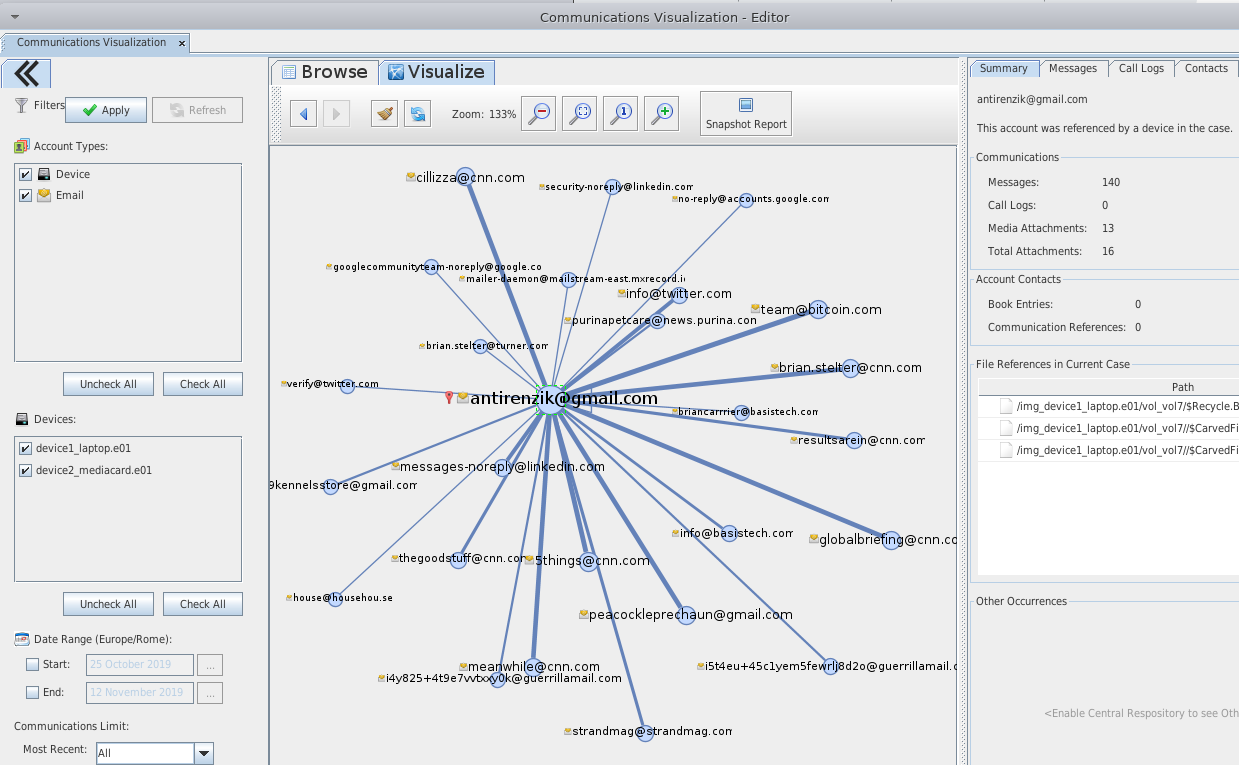 Communications Visualization - Editor
Communications Visualization ×
Filters
Apply
Refresh
Account Types:
Device
Email
Uncheck All
Check All
Devices:
device1_laptop.e01
device2_mediacard.e01
Uncheck All
Check All
Date Range (Europe/Rome):
Start:
25 October 2019
...
End:
12 November 2019
...
Communications Limit:
Most Recent:
All
Browse
Visualize
Zoom: 133%
1
Snapshot Report
cillizza@cnn.com
security-noreply@linkedin.com
no-reply@accounts.google.com
googlecommunityteam-noreply@google.co
mailer-daemon@mailstream-east.mxrecord.i
info@twitter.com
team@bitcoin.com
purinapetcare@news.purina.con
brian.stelter@turner.com
brian.stelter@cnn.com
verify@twitter.com
antirenzik@gmail.com
briancarrrier@basistech.com
resultsarein@cnn.com
messages-noreply@linkedin.com
9kennelsstore@gmail.com
info@basistech.com
globalbriefing@cnn.co
thegoodstuff@cnn.con
5things@cnn.com
house@househou.se
peacockleprechaun@gmail.com
meanwhile@cnn.com
i5t4eu+45c1yem5fewrlj8d2o@guerrillamail.c
strandmag@strandmag.com
Summary
Messages
Call Logs
Contacts
antirenzik@gmail.com
This account was referenced by a device in the case.
Communications
Messages: 140
Call Logs: 0
Media Attachments: 13
Total Attachments: 16
Account Contacts
Book Entries: 0
Communication References: 0
File References in Current Case
Path
/img_device1_laptop.e01/vol_vol7/$Recycle.B
/img_device1_laptop.e01/vol_vol7//$CarvedFi
/img_device1_laptop.e01/vol_vol7//$CarvedFi
Other Occurrences
<Enable Central Respository to see Oth